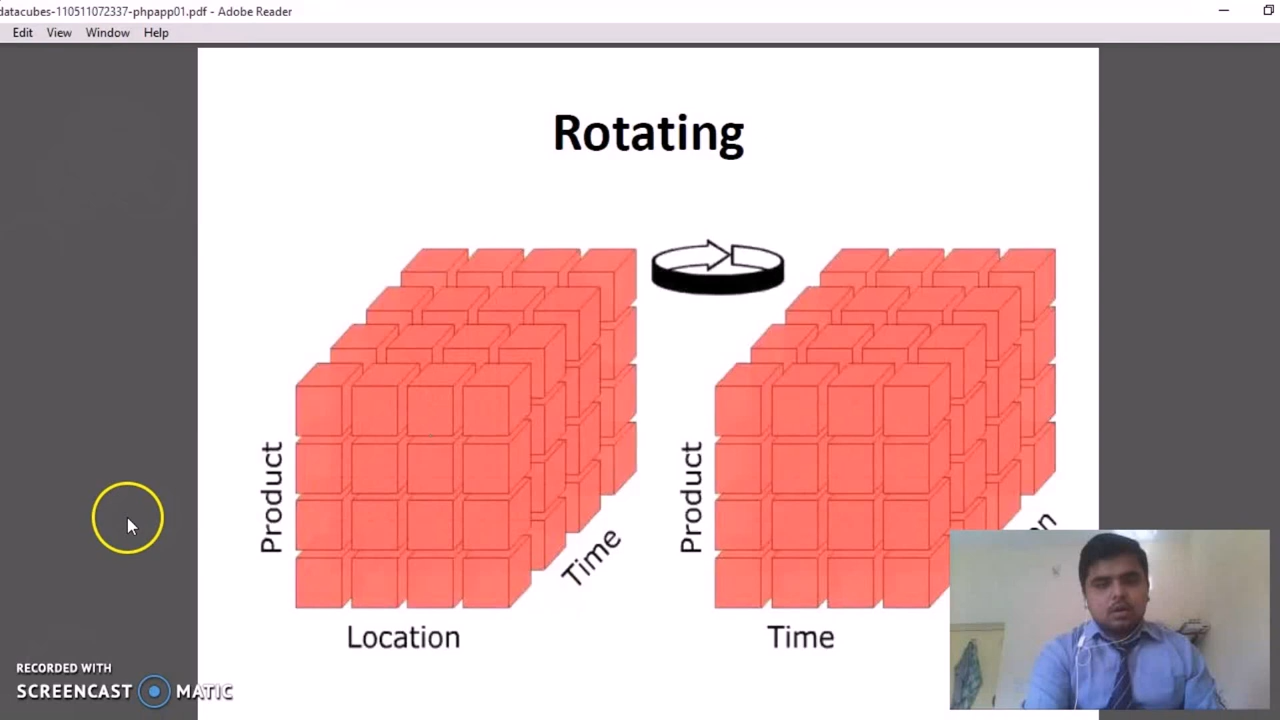 datacubes-110511072337-phpapp01.pdf - Adobe Reader
Edit View Window Help
Rotating
Product
Time
Location
Product
Time
RECORDED WITH
SCREENCAST MATIC